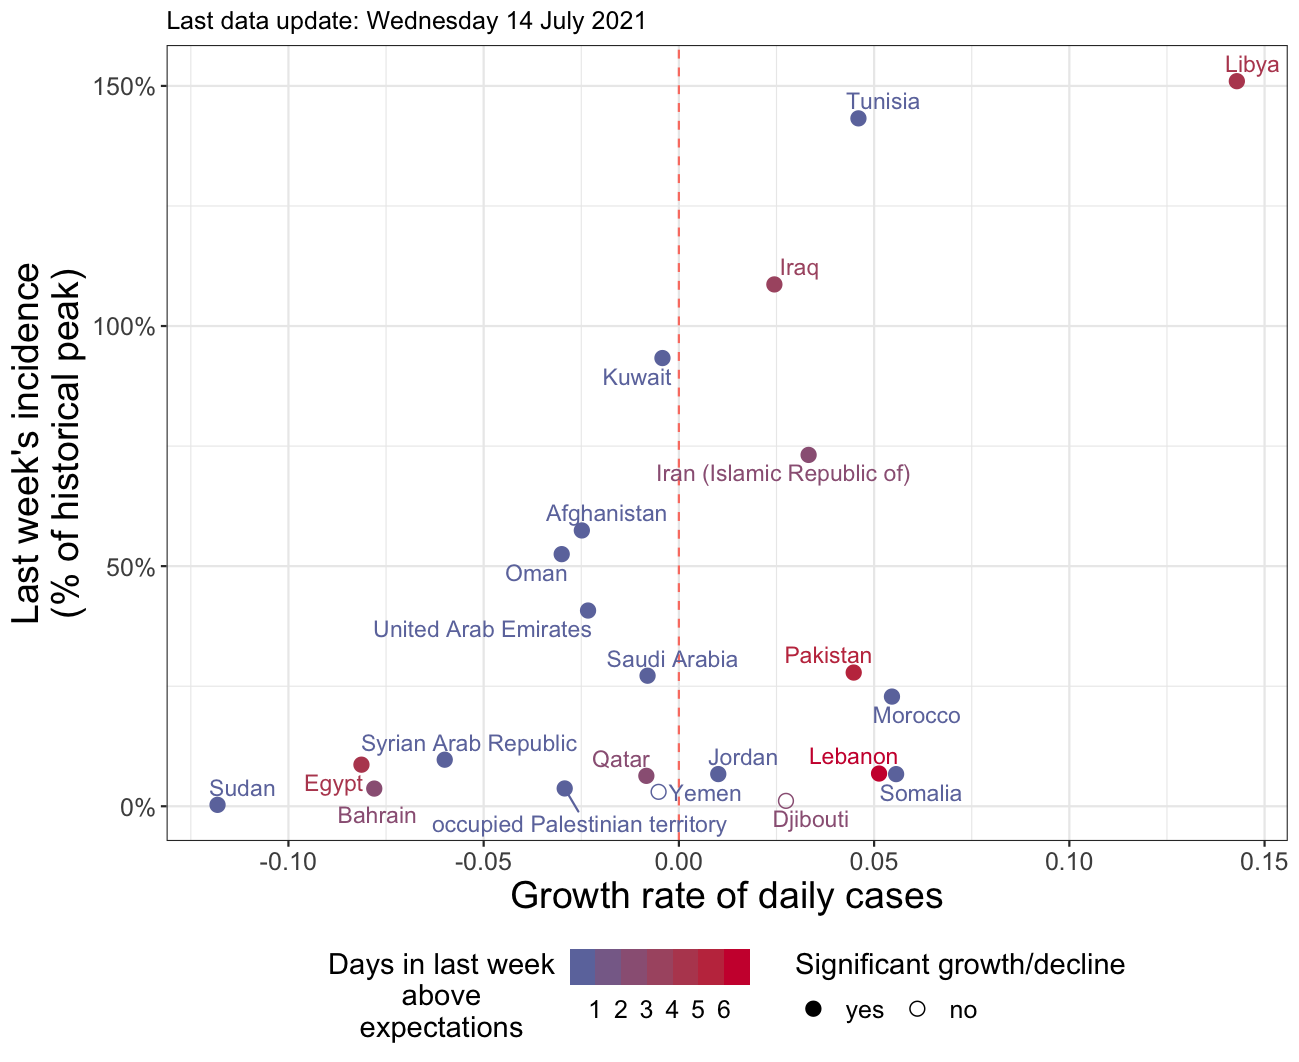 Last data update: Wednesday 14 July 2021
Last week's incidence
(% of historical peak)
150%
100%
50%
0%
Libya
Tunisia
Iraq
Kuwait
Iran (Islamic Republic of)
Afghanistan
Oman
United Arab Emirates
Saudi Arabia
Pakistan
Morocco
Syrian Arab Republic
Qatar
Jordan
Lebanon
Egypt
Sudan
Yemen
Somalia
Bahrain
occupied Palestinian territory
Djibouti
-0.10 -0.05 0.00 0.05 0.10 0.15
Growth rate of daily cases
Days in last week
above
expectations
1 2 3 4 5 6
Significant growth/decline
yes no